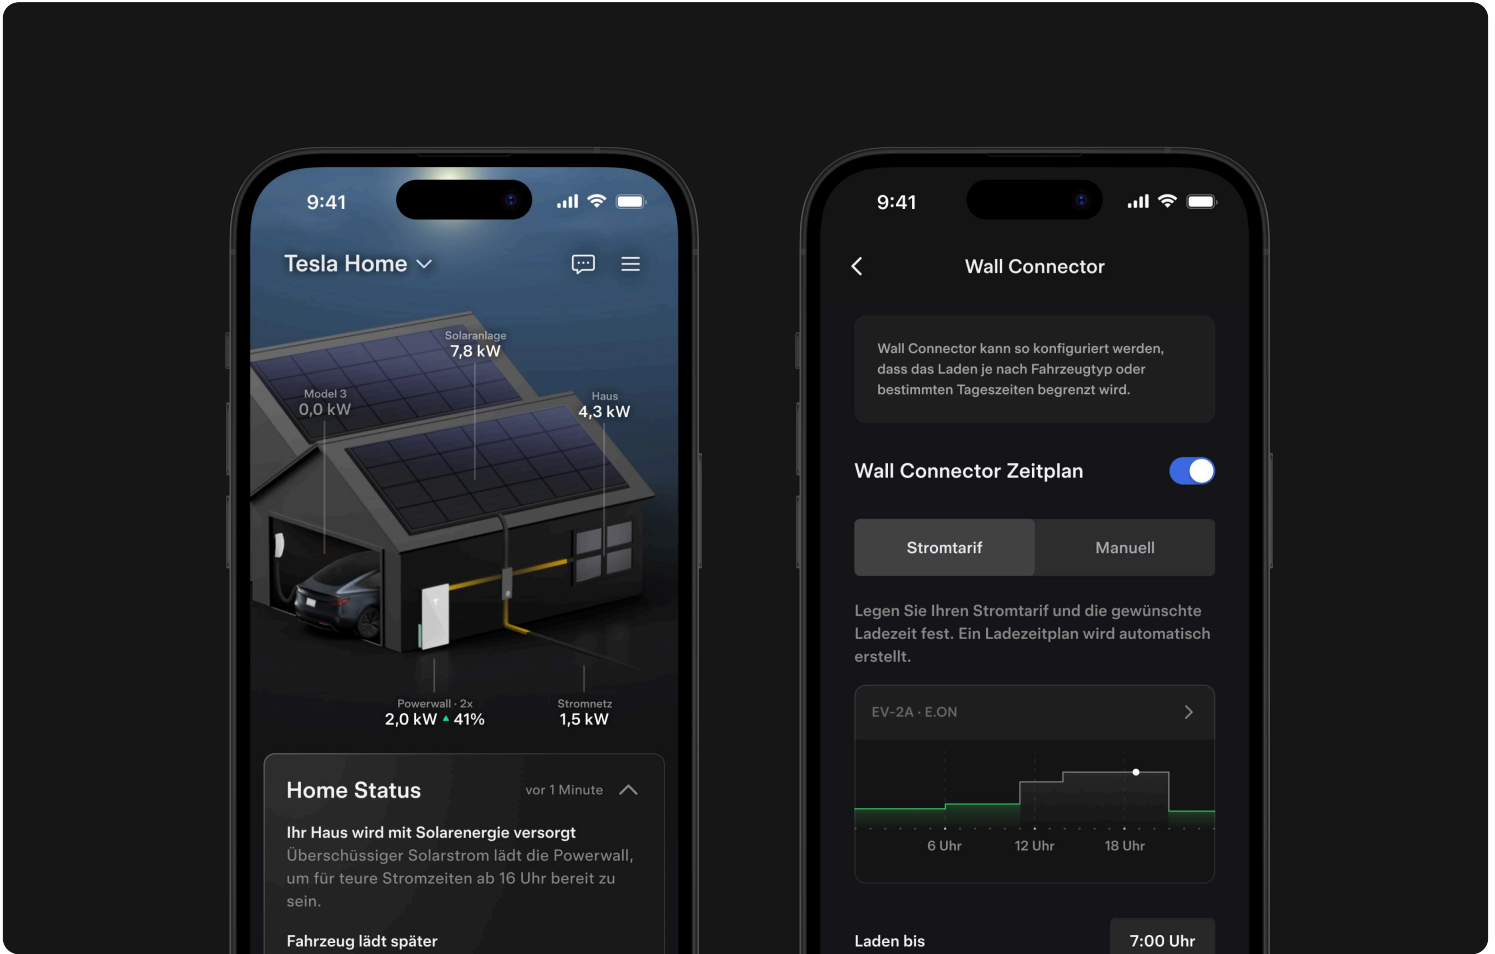 9:41
Tesla Home
Solaranlage
7,8 kW
Model 3
0,0 kW
Haus
4,3 kW
Powerwall · 2x
2,0 kW ▲ 41%
Stromnetz
1,5 kW
Home Status
vor 1 Minute
Ihr Haus wird mit Solarenergie versorgt
Überschüssiger Solarstrom lädt die Powerwall,
um für teure Stromzeiten ab 16 Uhr bereit zu
sein.
Fahrzeug lädt später
9:41
Wall Connector
Wall Connector kann so konfiguriert werden,
dass das Laden je nach Fahrzeugtyp oder
bestimmten Tageszeiten begrenzt wird.
Wall Connector Zeitplan
Stromtarif
Manuell
Legen Sie Ihren Stromtarif und die gewünschte
Ladezeit fest. Ein Ladezeitplan wird automatisch
erstellt.
EV-2A · E.ON
6 Uhr
12 Uhr
18 Uhr
Laden bis
7:00 Uhr